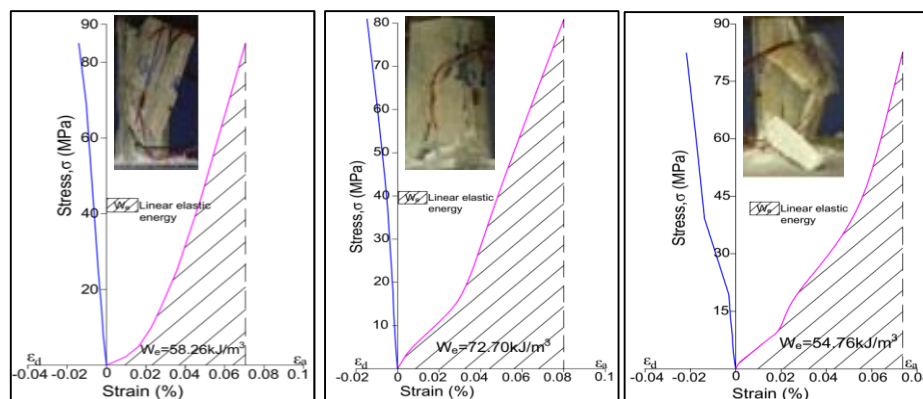 100
80
60
40
20
Stress,σ (MPa)
We
Linear elastic
energy
We=58.26kJ/m³
εd
εa
-0.04
-0.02
0
0.02
0.04
0.06
0.08
0.1
Strain (%)
80
70
60
50
40
30
20
10
Stress,σ (MPa)
We
Linear elastic
energy
We=72.70kJ/m³
εd
εa
-0.02
0
0.02
0.04
0.06
0.08
0.1
Strain (%)
90
75
60
45
30
15
Stress,σ (MPa)
We
Linear elastic
energy
We=54.76kJ/m³
εd
εa
-0.04
-0.02
0
0.02
0.04
0.06
0.0
Strain (%)